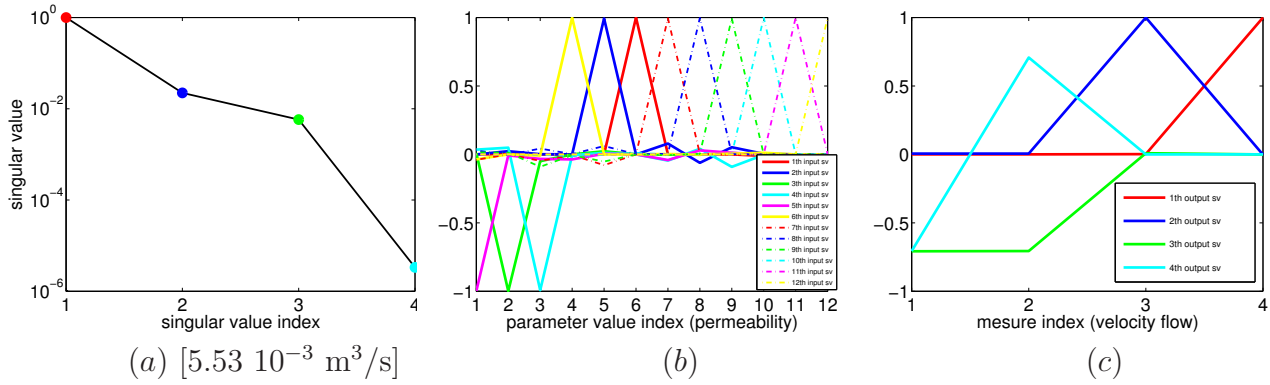 10^0
10^−2
10^−4
10^−6
singular value
1 2 3 4
singular value index
(a) [5.53 10^−3 m^3/s]
1
0.5
0
−0.5
−1
1 2 3 4 5 6 7 8 9 10 11 12
parameter value index (permeability)
1th input sv
2th input sv
3th input sv
4th input sv
5th input sv
6th input sv
7th input sv
8th input sv
9th input sv
10th input sv
11th input sv
12th input sv
(b)
1
0.5
0
−0.5
−1
1 2 3 4
mesure index (velocity flow)
1th output sv
2th output sv
3th output sv
4th output sv
(c)